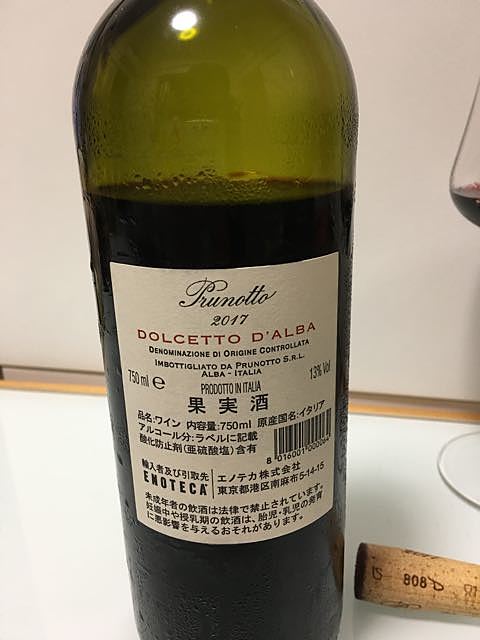 Prunotto
2017
DOLCETTO D'ALBA
DENOMINAZIONE DI ORIGINE CONTROLLATA
IMBOTTIGLIATO DA PRUNOTTO S.R.L.
ALBA - ITALIA
750 ml e
13% Vol
PRODOTTO IN ITALIA
果実酒
品名:ワイン 内容量:750ml 原産国名:イタリア
アルコール分:ラベルに記載
酸化防止剤(亜硫酸塩)含有
8 016001 000004
輸入者及び引取先
ENOTECA
エノテカ株式会社
東京都港区南麻布5-14-15
未成年者の飲酒は法律で禁止されています。
妊娠中や授乳期の飲酒は、胎児・乳児の発育
に悪影響を与えるおそれがあります。
808